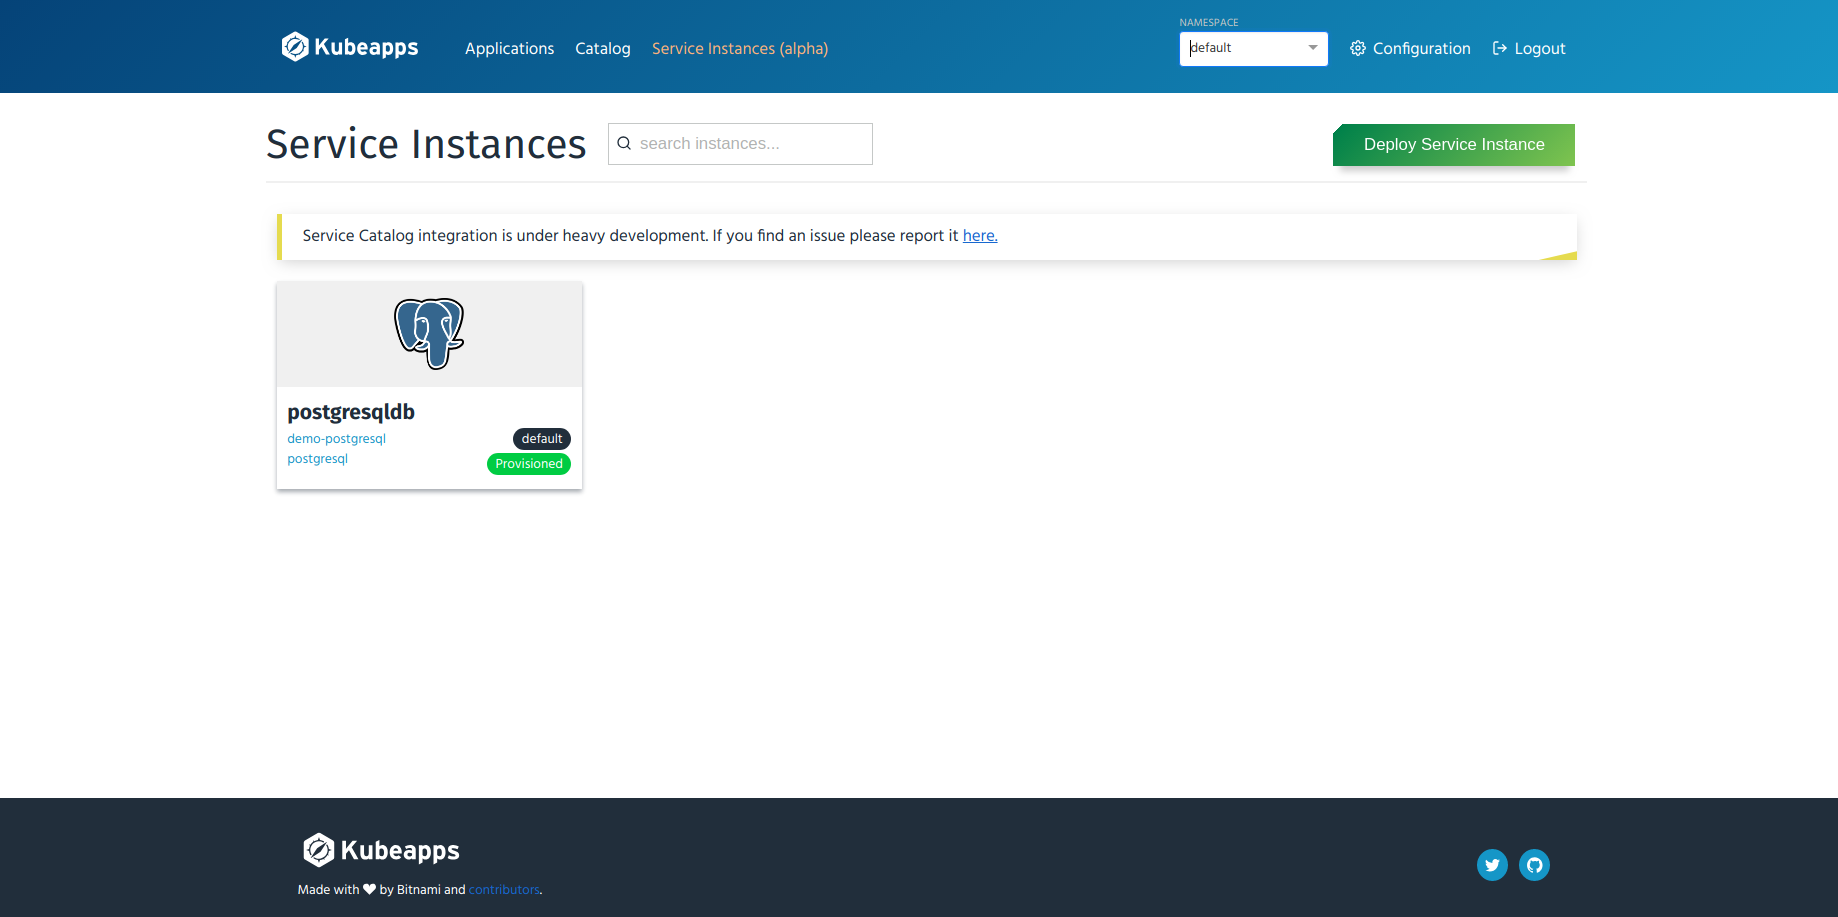 NAMESPACE
Kubeapps Applications Catalog Service Instances (alpha) default Configuration Logout
Service Instances search instances... Deploy Service Instance
Service Catalog integration is under heavy development. If you find an issue please report it here.
postgresqldb
demo-postgresql default
postgresql Provisioned
Kubeapps
Made with by Bitnami and contributors.